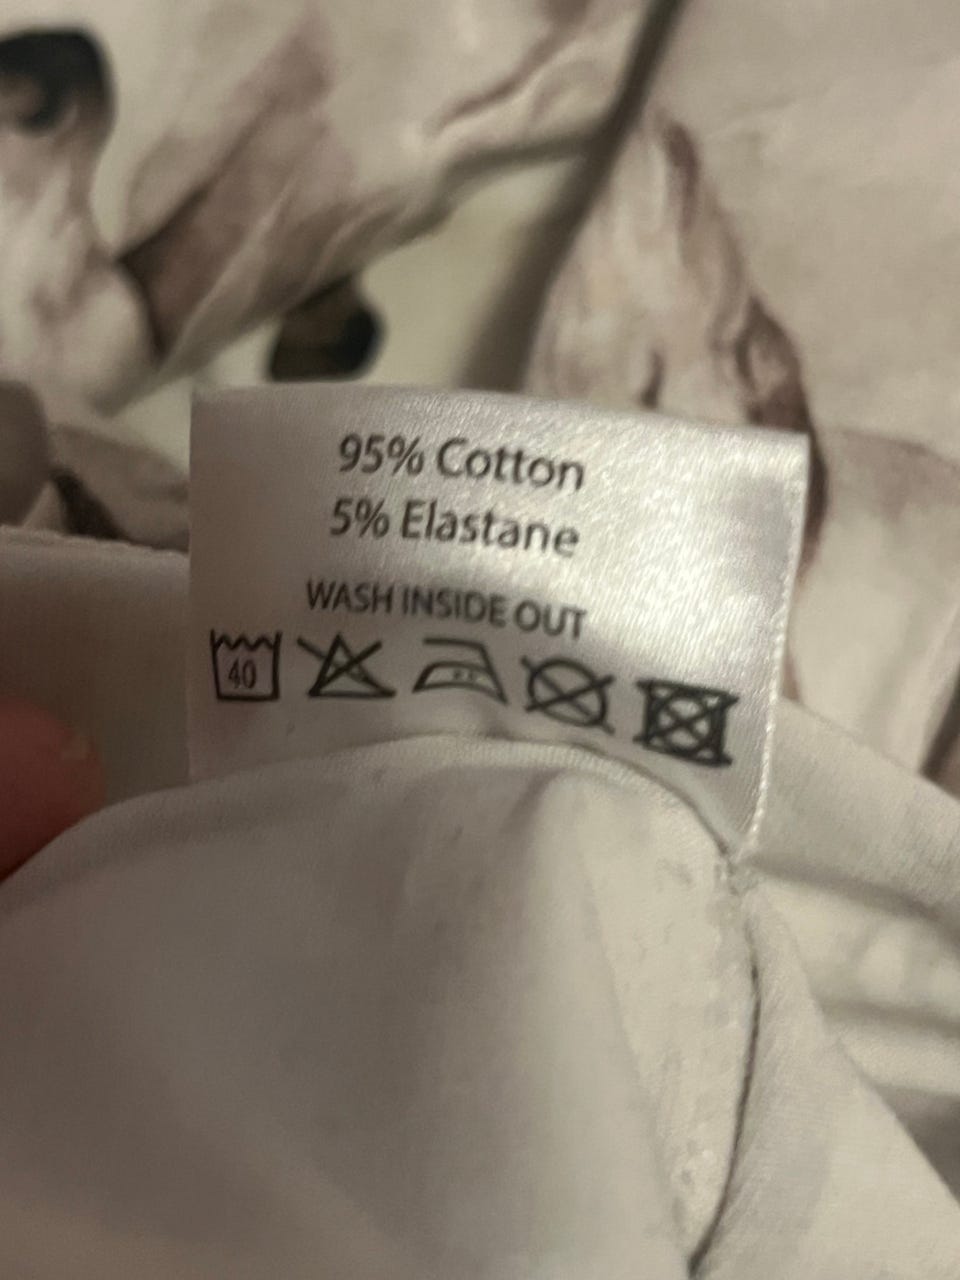 95% Cotton
5% Elastane
WASH INSIDE OUT
40